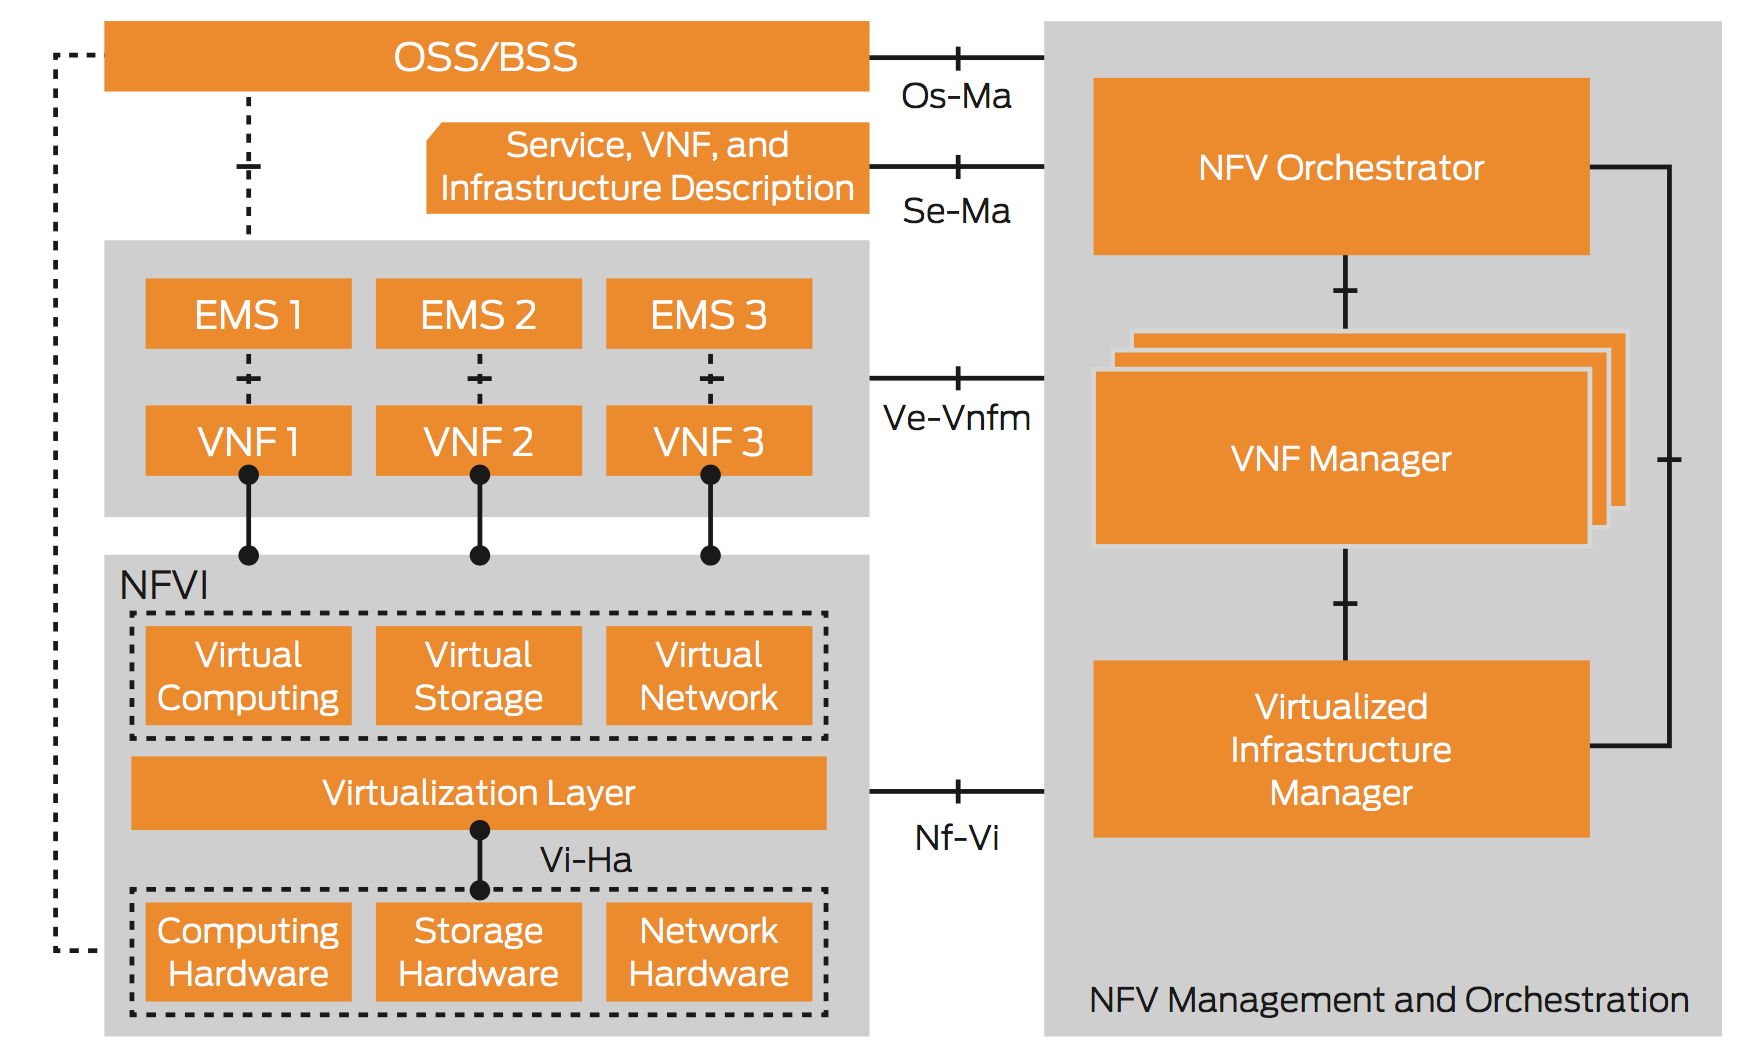 OSS/BSS
Os-Ma
Service, VNF, and
Infrastructure Description
Se-Ma
NFV Orchestrator
EMS 1
EMS 2
EMS 3
VNF 1
VNF 2
VNF 3
Ve-Vnfm
VNF Manager
NFVI
Virtual
Computing
Virtual
Storage
Virtual
Network
Virtualization Layer
Nf-Vi
Virtualized
Infrastructure
Manager
Vi-Ha
Computing
Hardware
Storage
Hardware
Network
Hardware
NFV Management and Orchestration